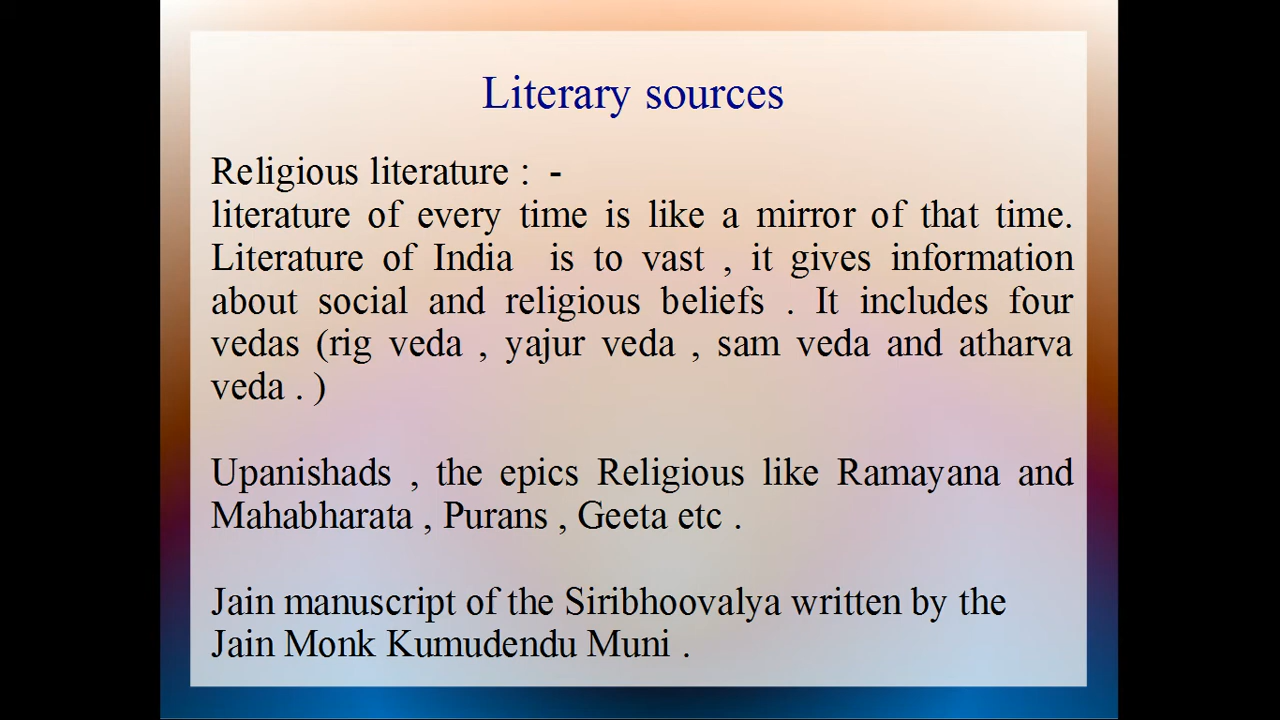 Literary sources
Religious literature :  -
literature of every time is like a mirror of that time.
Literature of India  is to vast , it gives information
about social and religious beliefs . It includes four
vedas (rig veda , yajur veda , sam veda and atharva
veda . )
Upanishads , the epics Religious like Ramayana and
Mahabharata , Purans , Geeta etc .
Jain manuscript of the Siribhoovalya written by the
Jain Monk Kumudendu Muni .